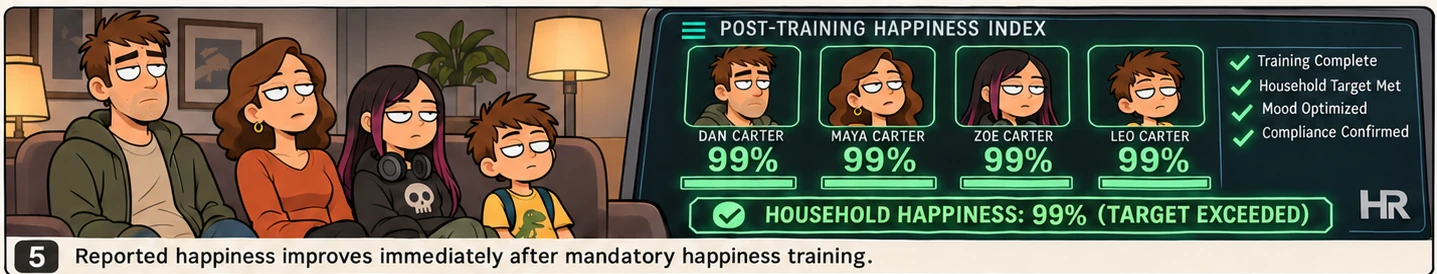 POST-TRAINING HAPPINESS INDEX
DAN CARTER
99%
MAYA CARTER
99%
ZOE CARTER
99%
LEO CARTER
99%
Training Complete
Household Target Met
Mood Optimized
Compliance Confirmed
HOUSEHOLD HAPPINESS: 99% (TARGET EXCEEDED)
HR
5 Reported happiness improves immediately after mandatory happiness training.